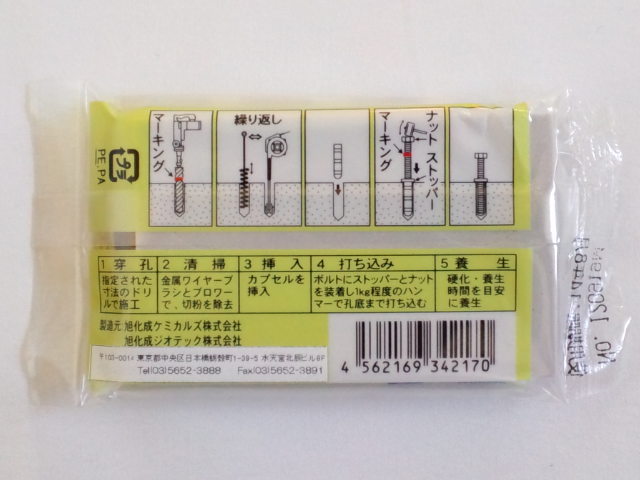 プラ
PE,PA
マーキング
繰り返し
マーキング
ナット
ストッパー
1 穿孔
指定された
寸法のドリ
ルで施工
2 清掃
金属ワイヤーブ
ラシとブロワー
で、切粉を除去
3 挿入
カプセルを
挿入
4 打ち込み
ボルトにストッパーとナット
を装着し1kg程度のハン
マーで孔底まで打ち込む
5 養生
硬化・養生
時間を目安
に養生
製造元 旭化成ケミカルズ株式会社
旭化成ジオテック株式会社
〒103-0014 東京都中央区日本橋蛎殻町1-39-5 水天宮北辰ビル8F
Tel(03)5652-3888 Fax(03)5652-3891
4 562169 342170